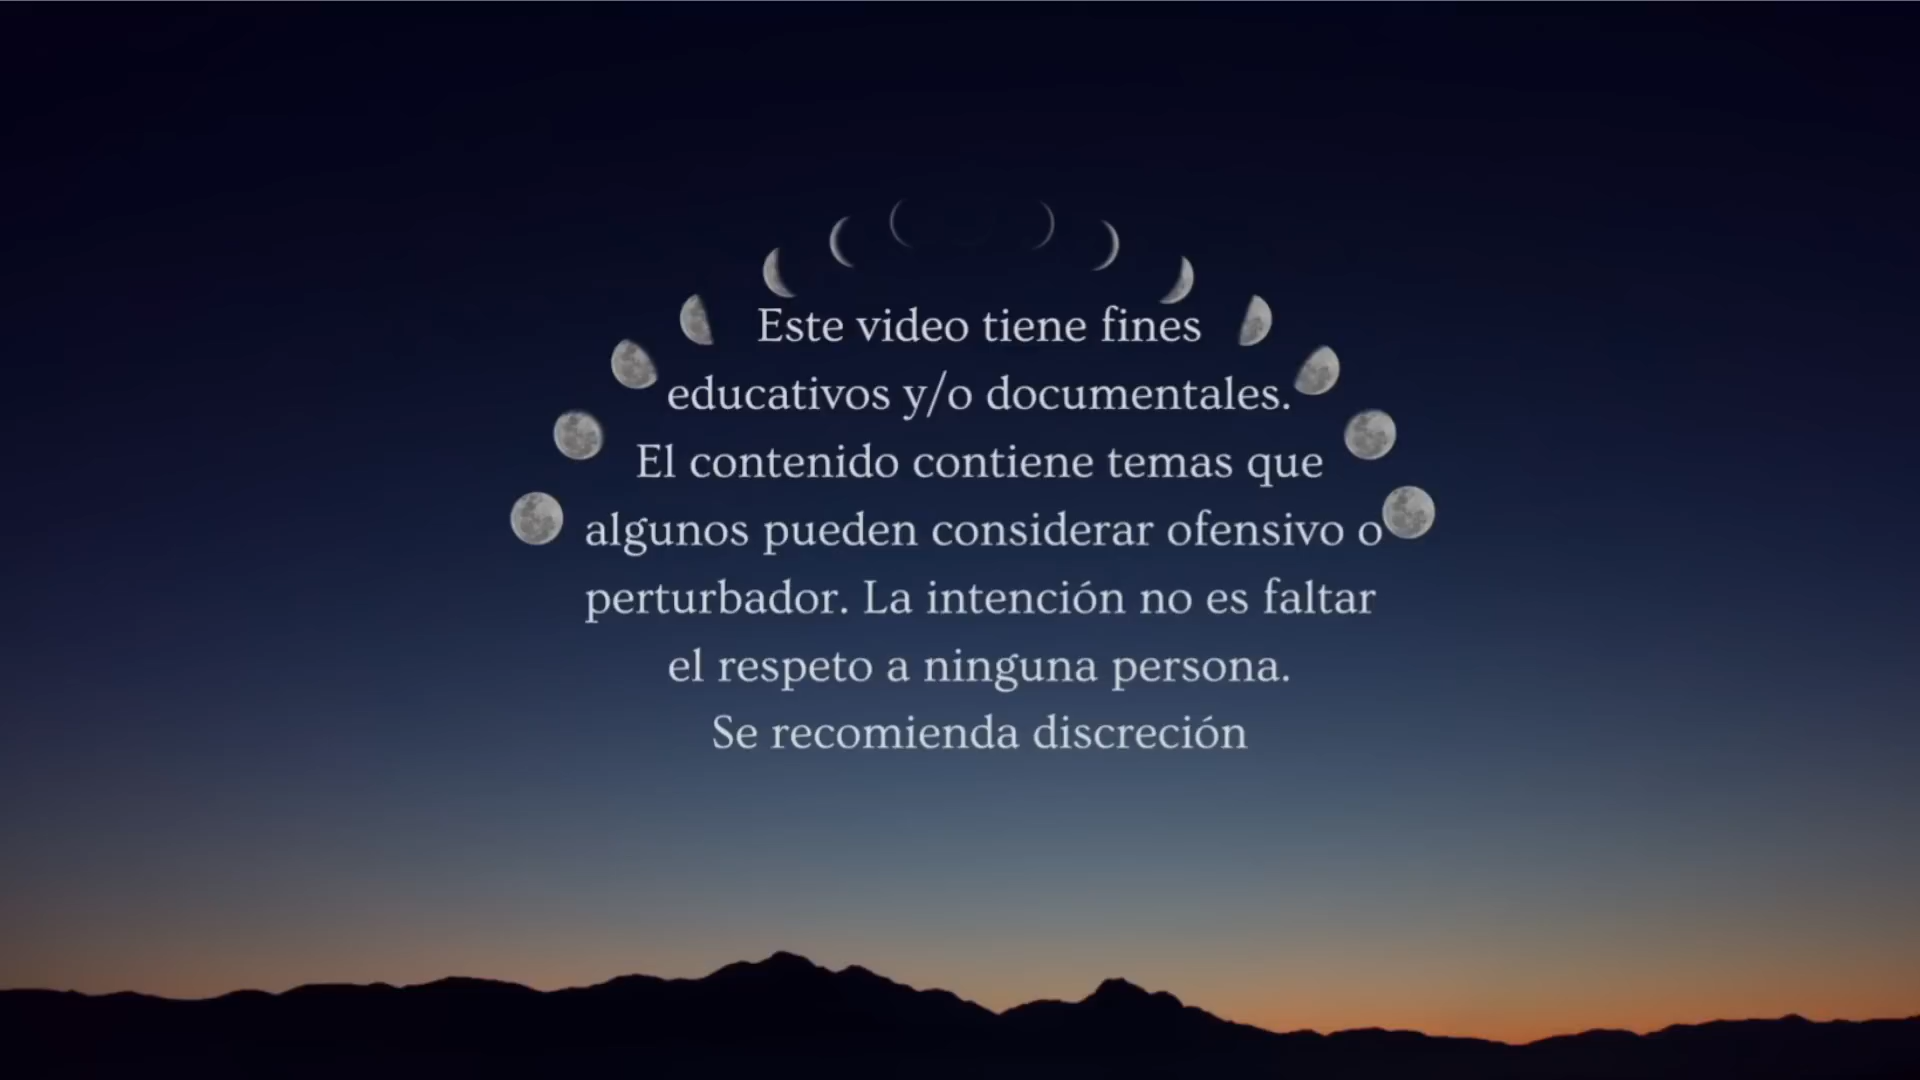 Este video tiene fines
educativos y/o documentales.
El contenido contiene temas que
algunos pueden considerar ofensivo o
perturbador. La intención no es faltar
el respeto a ninguna persona.
Se recomienda discreción